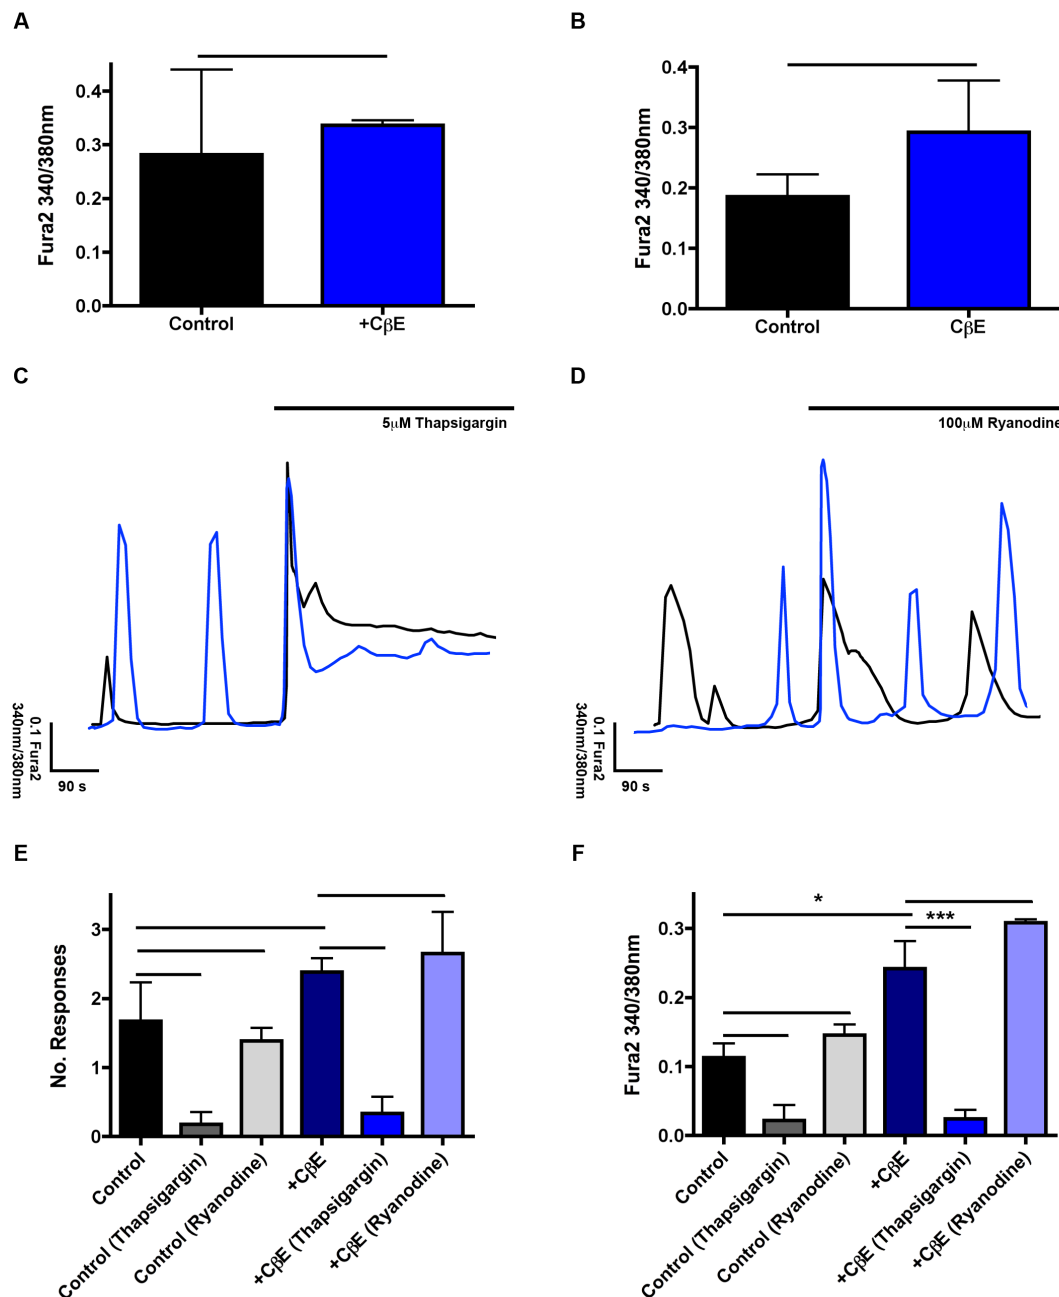 A
Fura2 340/380nm
0.4
0.3
0.2
0.1
0.0
Control
+CβE
B
Fura2 340/380nm
0.4
0.3
0.2
0.1
0.0
Control
CβE
C
5μM Thapsigargin
0.1 Fura2
340nm/380nm
90 s
D
100μM Ryanodine
0.1 Fura2
340nm/380nm
90 s
E
No. Responses
3
2
1
0
Control
Control (Thapsigargin)
Control (Ryanodine)
+CβE
+CβE (Thapsigargin)
+CβE (Ryanodine)
F
Fura2 340/380nm
0.3
0.2
0.1
0.0
*
***
Control
Control (Thapsigargin)
Control (Ryanodine)
+CβE
+CβE (Thapsigargin)
+CβE (Ryanodine)